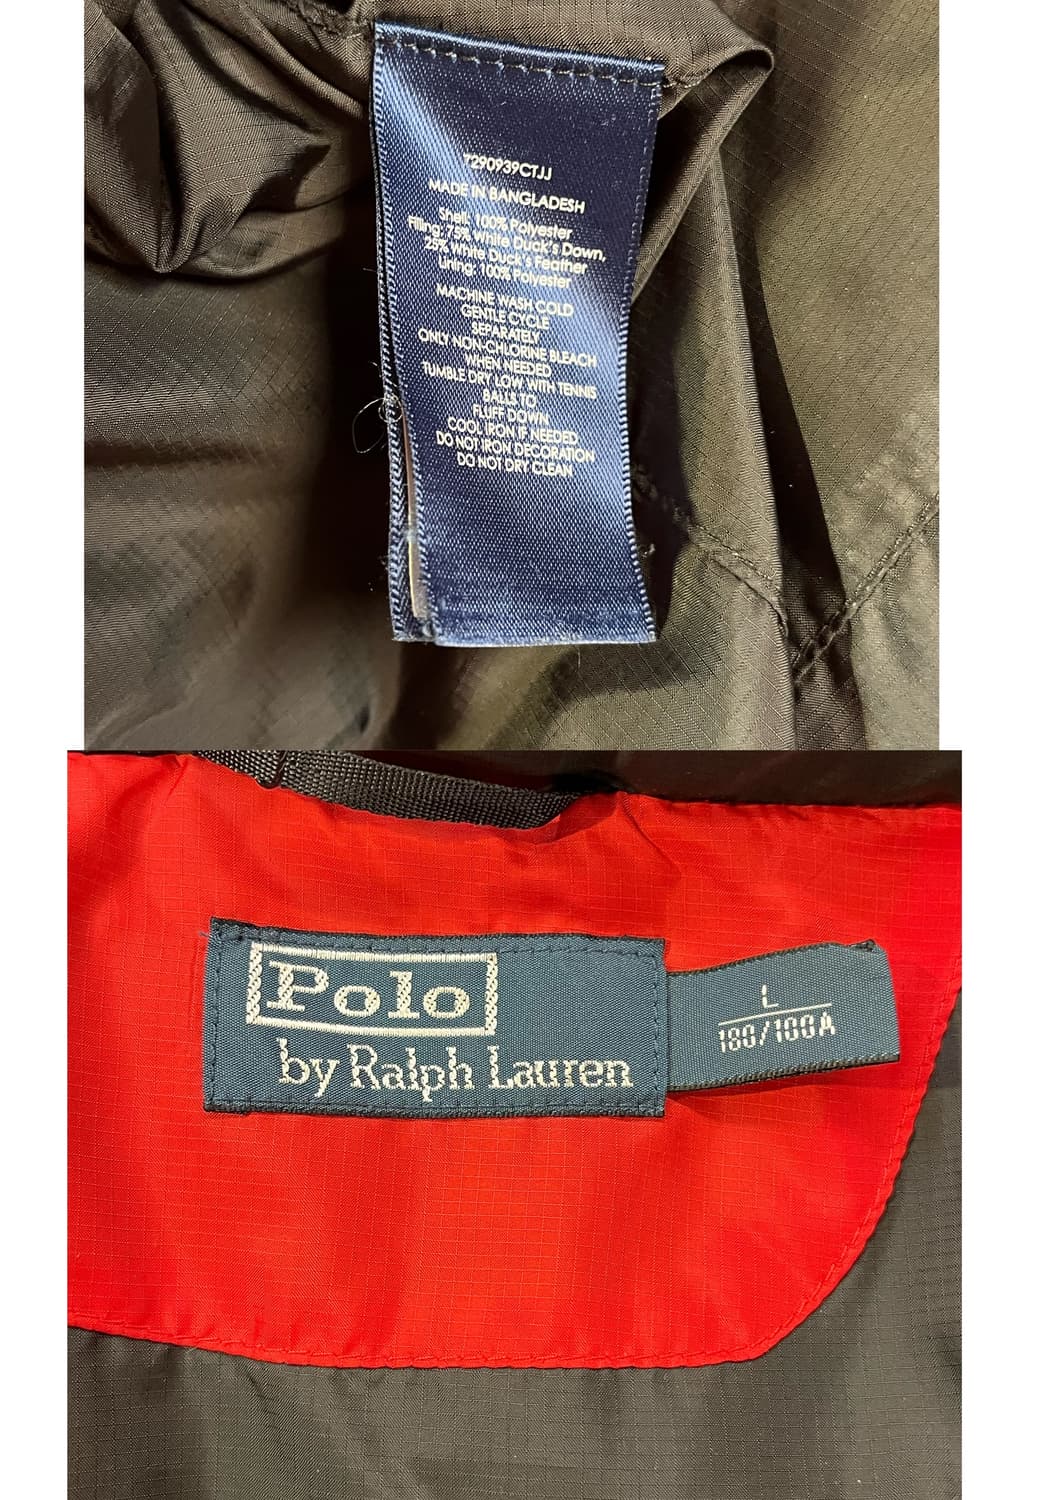 7290939CTJJ
MADE IN BANGLADESH
Shell: 100% Polyester
Filling: 75% White Duck's Down,
25% White Duck's Feather
Lining: 100% Polyester
MACHINE WASH COLD
GENTLE CYCLE
SEPARATELY
ONLY NON-CHLORINE BLEACH
WHEN NEEDED
TUMBLE DRY LOW WITH TENNIS
BALLS TO
FLUFF DOWN
COOL IRON IF NEEDED
DO NOT IRON DECORATION
DO NOT DRY CLEAN
Polo
by Ralph Lauren
L
180/100A